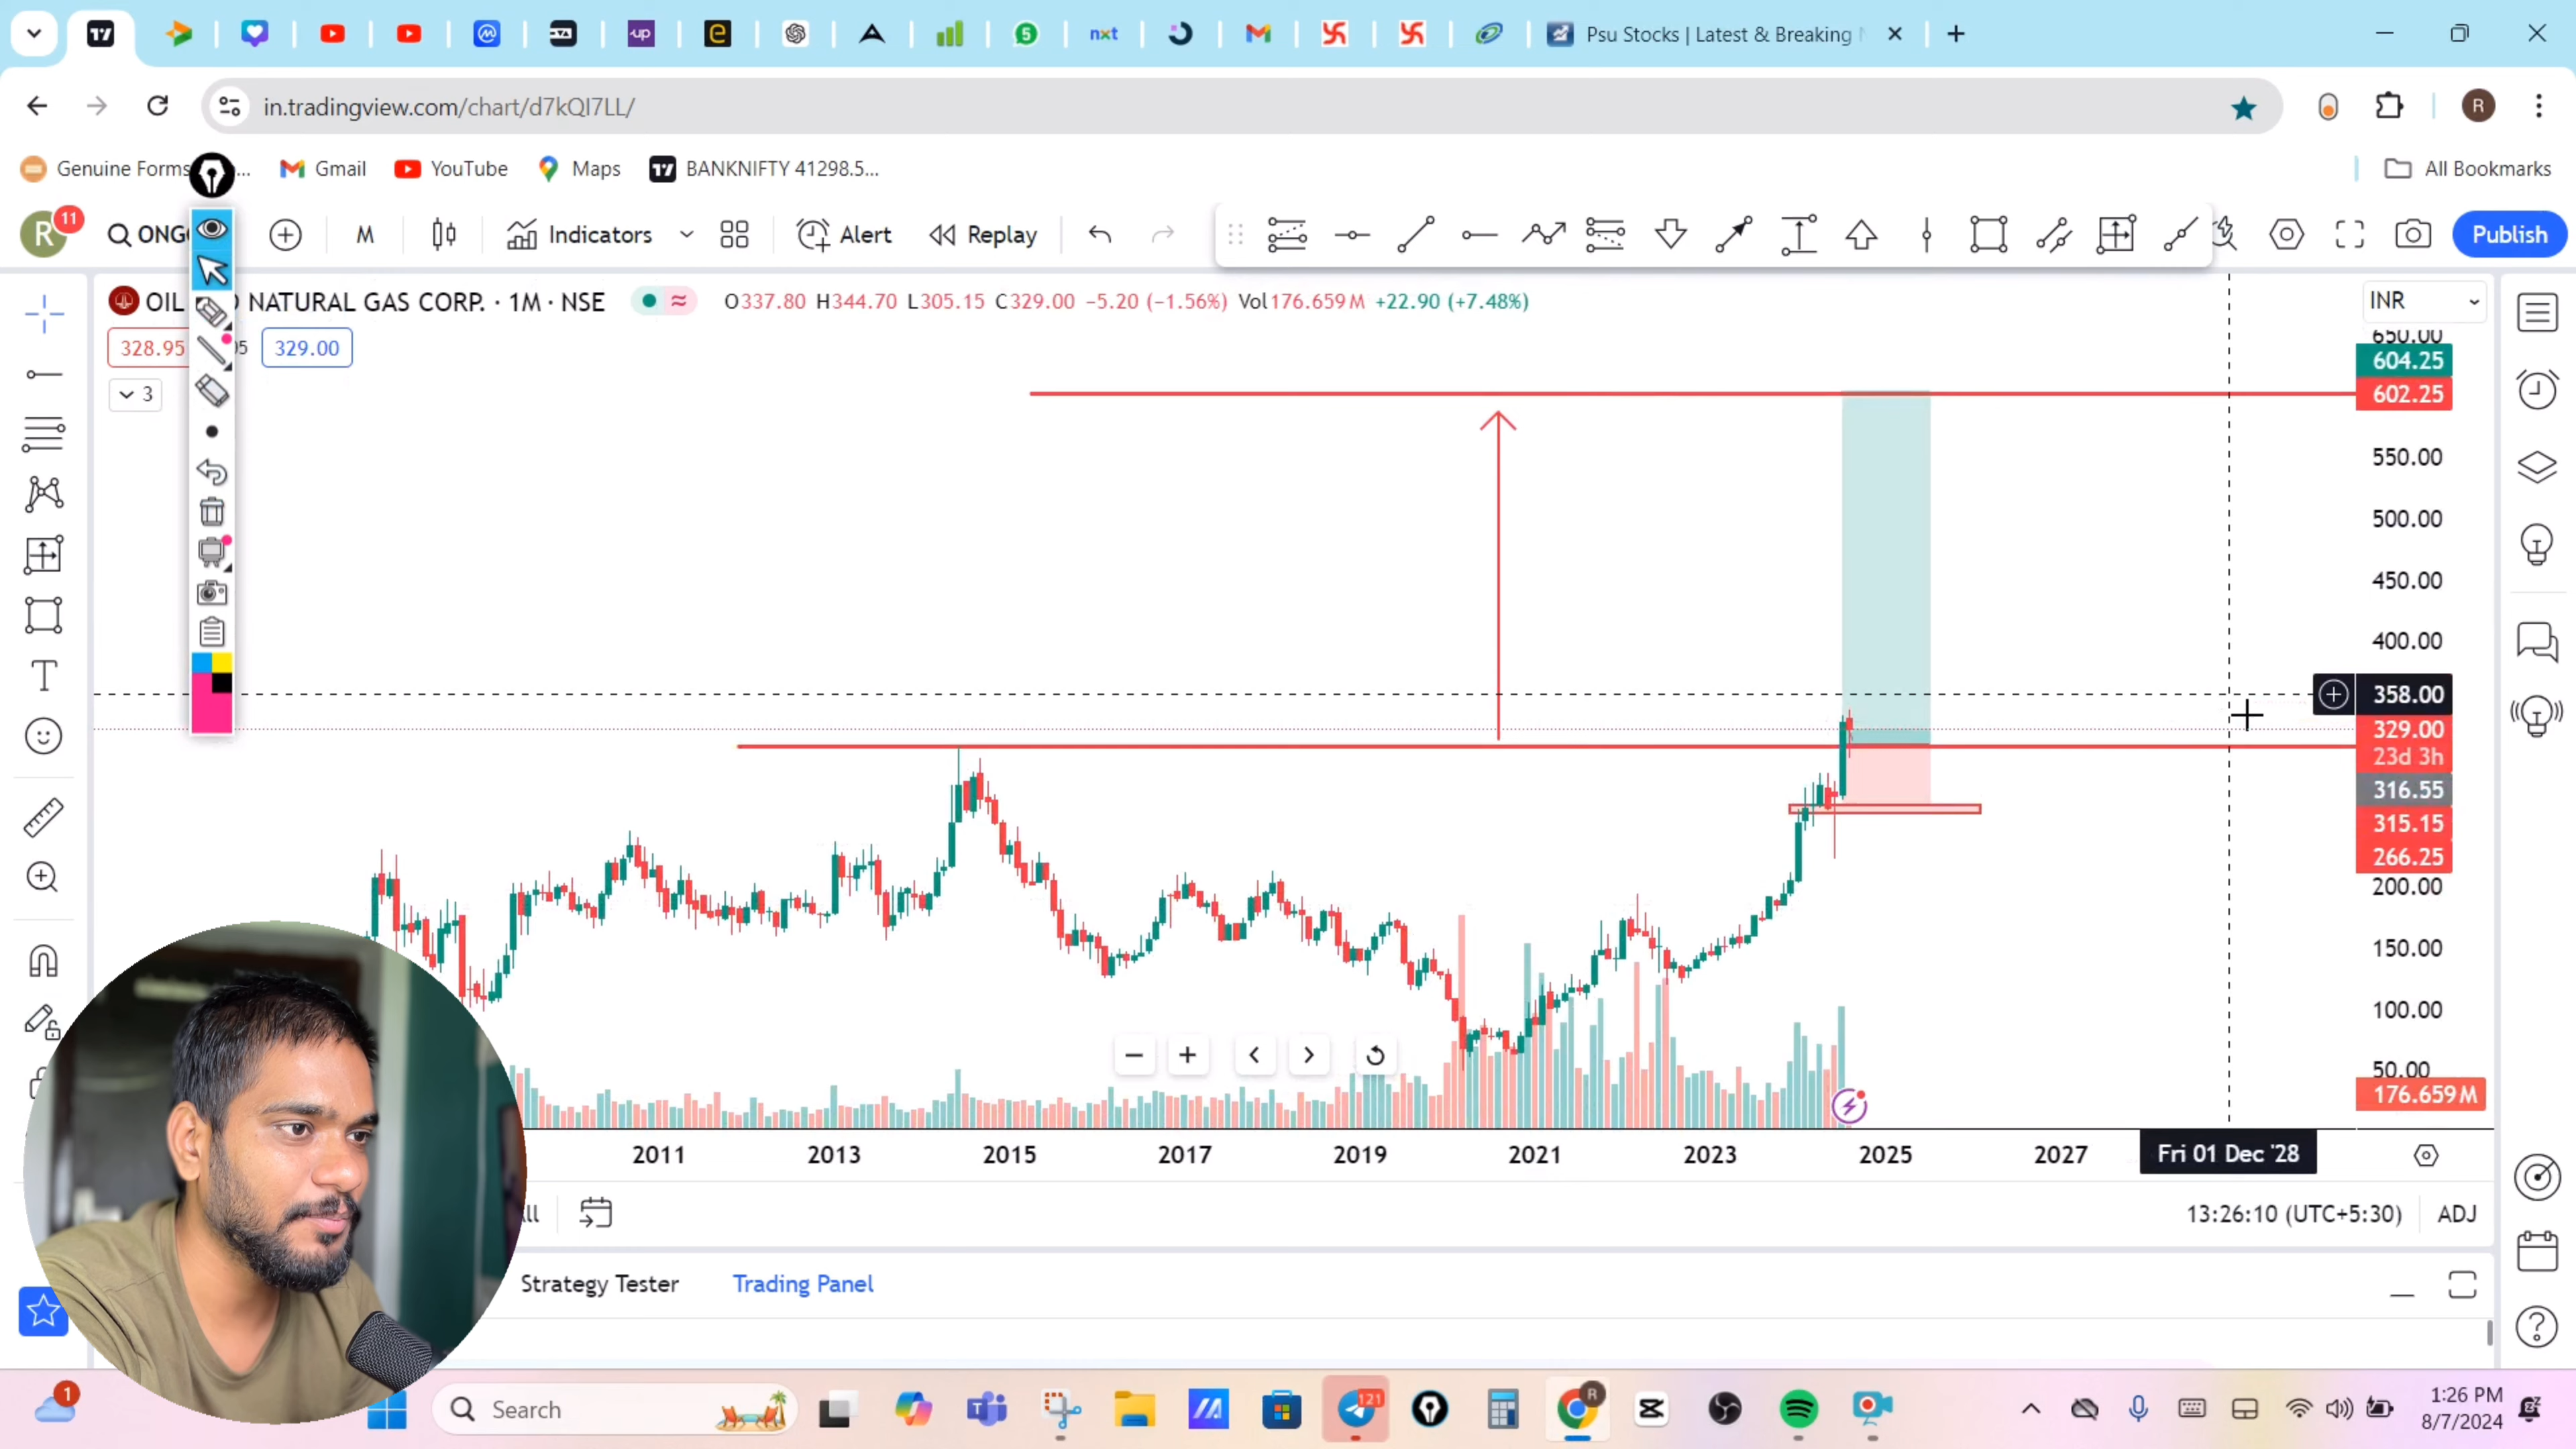 Psu Stocks | Latest & Breaking
in.tradingview.com/chart/d7kQI7LL/
Genuine Forms ...
Gmail
YouTube
Maps
BANKNIFTY 41298.5...
All Bookmarks
R 11
ONG
M
Indicators
Alert
Replay
Publish
OIL NATURAL GAS CORP. · 1M · NSE
O337.80 H344.70 L305.15 C329.00 −5.20 (−1.56%) Vol176.659 M +22.90 (+7.48%)
INR
328.95
329.00
3
650.00
604.25
602.25
550.00
500.00
450.00
400.00
358.00
329.00
23d 3h
316.55
315.15
266.25
200.00
150.00
100.00
50.00
176.659 M
2011 2013 2015 2017 2019 2021 2023 2025 2027 Fri 01 Dec '28
13:26:10 (UTC+5:30) ADJ
Strategy Tester
Trading Panel
1
Search
121
1:26 PM
8/7/2024